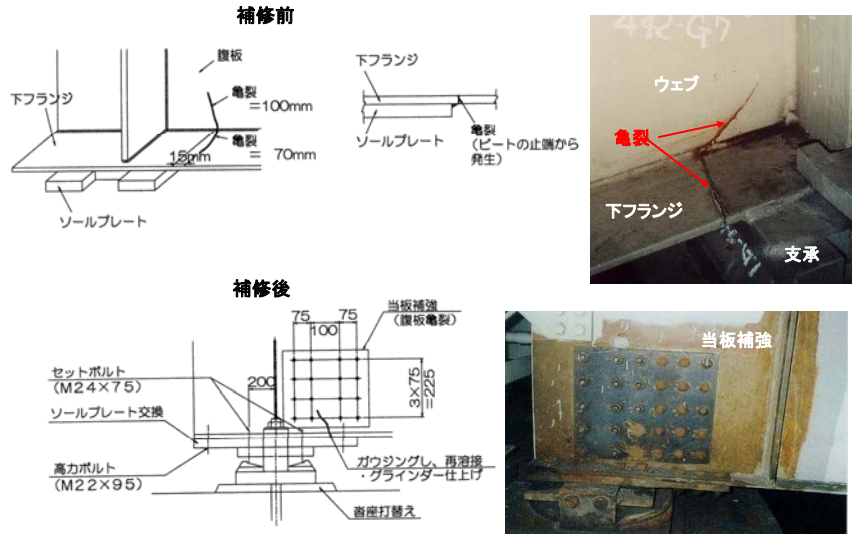 補修前
腹板
下フランジ
亀裂
=100mm
亀裂
= 70mm
15mm
ソールプレート
下フランジ
ソールプレート
亀裂
(ビートの止端から
発生)
442-G7
ウェブ
亀裂
下フランジ
支承
補修後
75 75
100
当板補強
(腹板亀裂)
セットボルト
(M24×75)
200
3×75
=225
ソールプレート交換
高力ボルト
(M22×95)
ガウジングし、再溶接
・グラインダー仕上げ
沓座打替え
当板補強